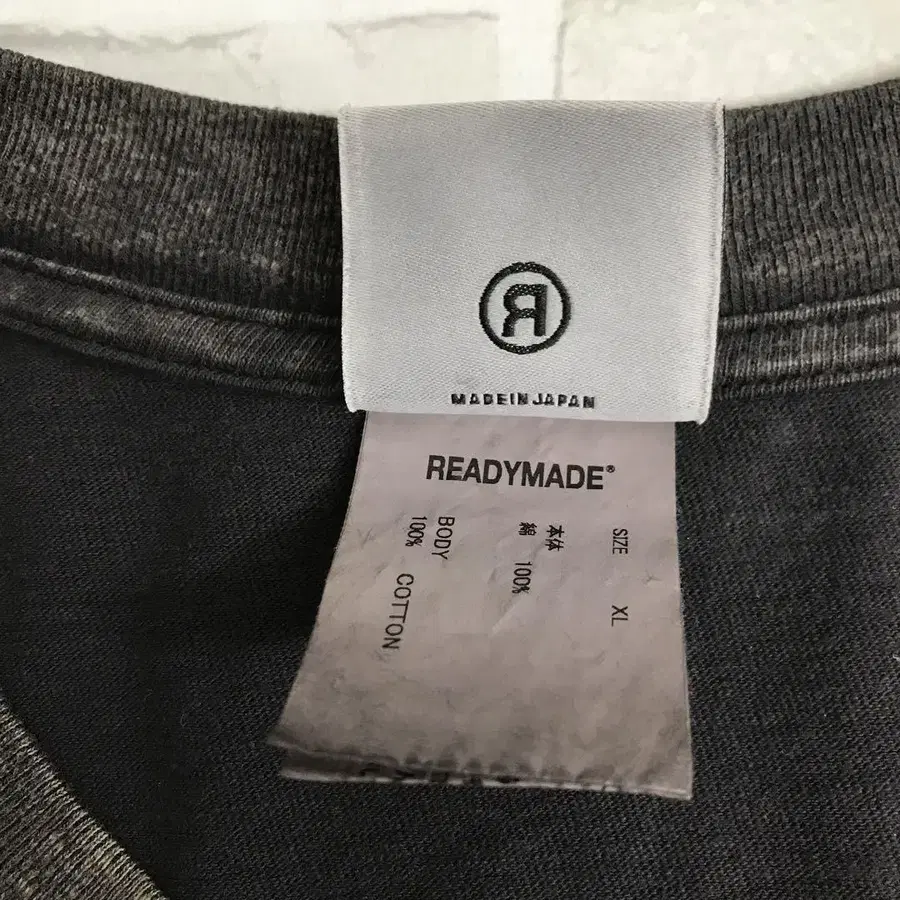 R
MADE IN JAPAN
READYMADE®
SIZE XL
本体
綿 100%
BODY
100% COTTON